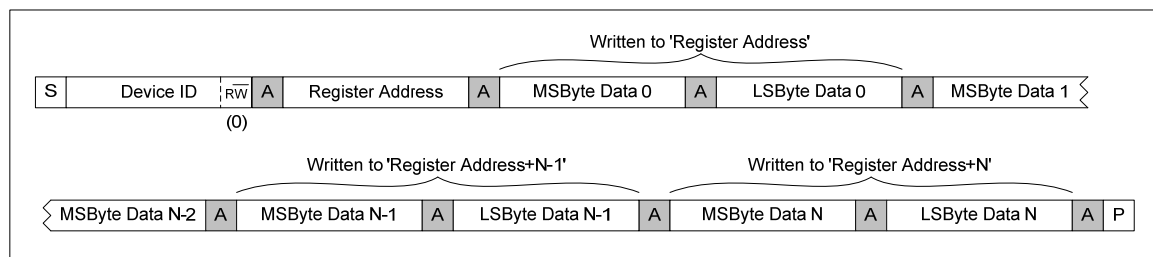 Written to 'Register Address'
S Device ID RW A Register Address A MSByte Data 0 A LSByte Data 0 A MSByte Data 1
(0)
Written to 'Register Address+N-1' Written to 'Register Address+N'
MSByte Data N-2 A MSByte Data N-1 A LSByte Data N-1 A MSByte Data N A LSByte Data N A P